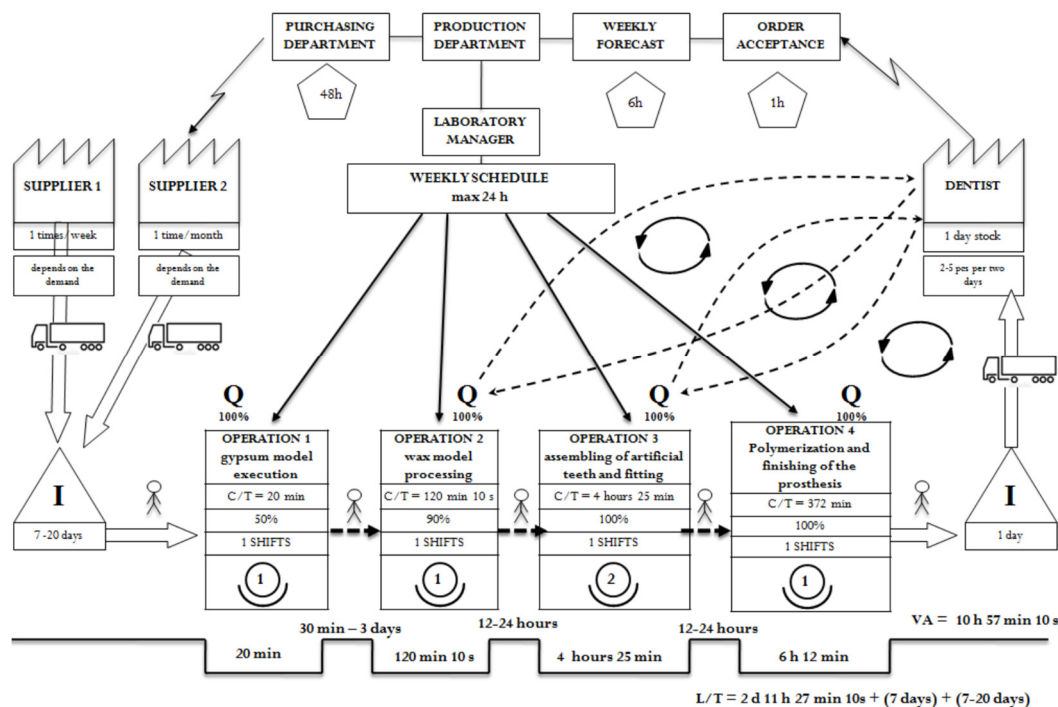 PURCHASING
DEPARTMENT
PRODUCTION
DEPARTMENT
WEEKLY
FORECAST
ORDER
ACCEPTANCE
48h
6h
1h
LABORATORY
MANAGER
WEEKLY SCHEDULE
max 24 h
SUPPLIER 1
1 times/week
depends on the
demand
SUPPLIER 2
1 time/month
depends on the
demand
DENTIST
1 day stock
2-5 pcs per two
days
Q
100%
Q
100%
Q
100%
Q
100%
I
7 -20 days
OPERATION 1
gypsum model
execution
C/T = 20 min
50%
1 SHIFTS
1
OPERATION 2
wax model
processing
C/T = 120 min 10 s
90%
1 SHIFTS
1
OPERATION 3
assembling of artificial
teeth and fitting
C/T = 4 hours 25 min
100%
1 SHIFTS
2
OPERATION 4
Polymerization and
finishing of the
prosthesis
C/T = 372 min
100%
1 SHIFTS
1
I
1 day
30 min – 3 days
12-24 hours
12-24 hours
VA = 10 h 57 min 10 s
20 min
120 min 10 s
4 hours 25 min
6 h 12 min
L/T = 2 d 11 h 27 min 10s + (7 days) + (7-20 days)